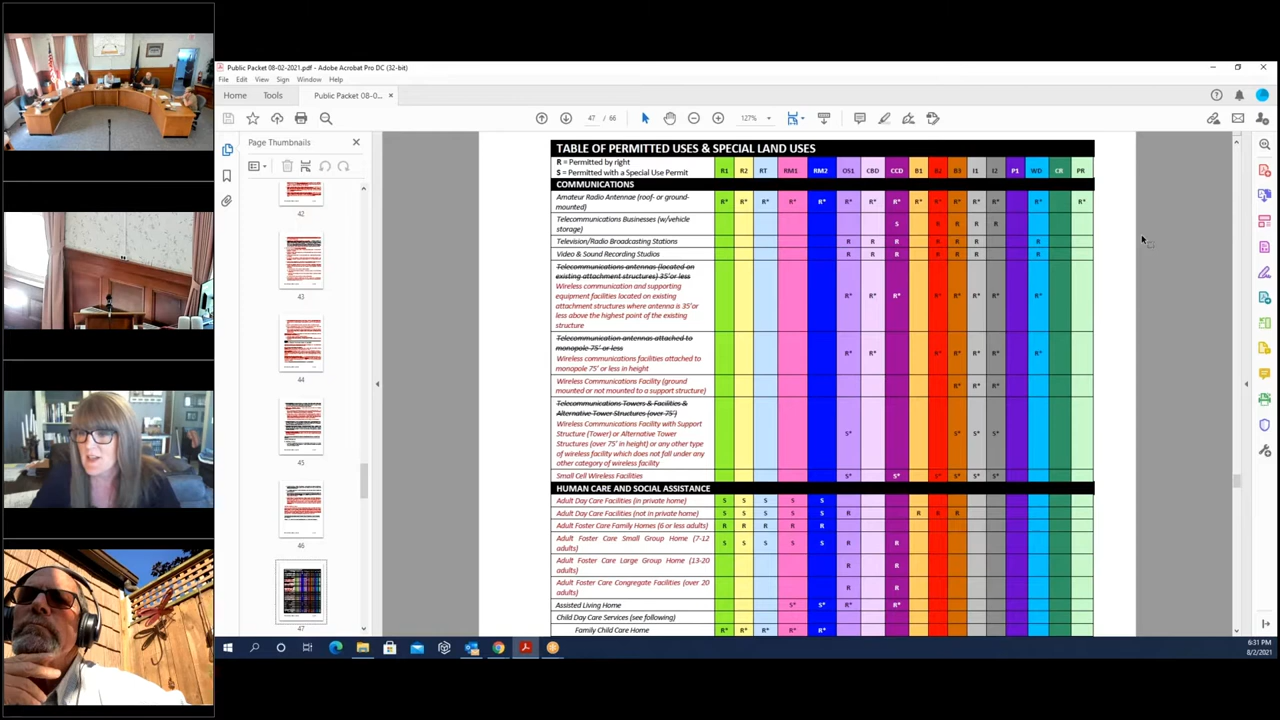 Public Packet 08-02-2021.pdf - Adobe Acrobat Pro DC (32-bit)
File Edit View Sign Window Help
Home Tools Public Packet 08-0... ×
47 / 66 127%
Page Thumbnails
42
43
44
45
46
47
TABLE OF PERMITTED USES & SPECIAL LAND USES
R = Permitted by right
S = Permitted with a Special Use Permit
R1 R2 RT RM1 RM2 OS1 CBD CCD B1 B2 B3 I1 I2 P1 WD CR PR
COMMUNICATIONS
Amateur Radio Antennae (roof- or ground-
mounted)
R* R* R* R* R* R* R* R* R* R* R* R* R* R* R*
Telecommunications Businesses (w/vehicle
storage)
S R R R R
Television/Radio Broadcasting Stations R R R R R R R
Video & Sound Recording Studios R R R R R R R
Telecommunications antennas (located on
existing attachment structures) 35'or less
Wireless communication and supporting
equipment facilities located on existing
attachment structures where antenna is 35'or
less above the highest point of the existing
structure
R* R* R* R* R* R* R* R*
Telecommunication antennas attached to
monopole 75' or less
Wireless communications facilities attached to
monopole 75' or less in height
R* R* R* R* R* R* R* R*
Wireless Communications Facility (ground
mounted or not mounted to a support structure)
R* R* R*
Telecommunications Towers & Facilities &
Alternative Tower Structures (over 75')
Wireless Communications Facility with Support
Structure (Tower) or Alternative Tower
Structures (over 75' in height) or any other type
of wireless facility which does not fall under any
other category of wireless facility
S* S* S* S*
Small Cell Wireless Facilities S* S* S* S* S* S*
HUMAN CARE AND SOCIAL ASSISTANCE
Adult Day Care Facilities (in private home) S S S S S
Adult Day Care Facilities (not in private home) S S S S S R R R R
Adult Foster Care Family Homes (6 or less adults) R R R R R
Adult Foster Care Small Group Home (7-12
adults)
S S S S S R R
Adult Foster Care Large Group Home (13-20
adults)
R R
Adult Foster Care Congregate Facilities (over 20
adults)
R R
Assisted Living Home S* S* R* R*
Child Day Care Services (see following)
Family Child Care Home R* R* R* R* R*
6:31 PM
8/2/2021